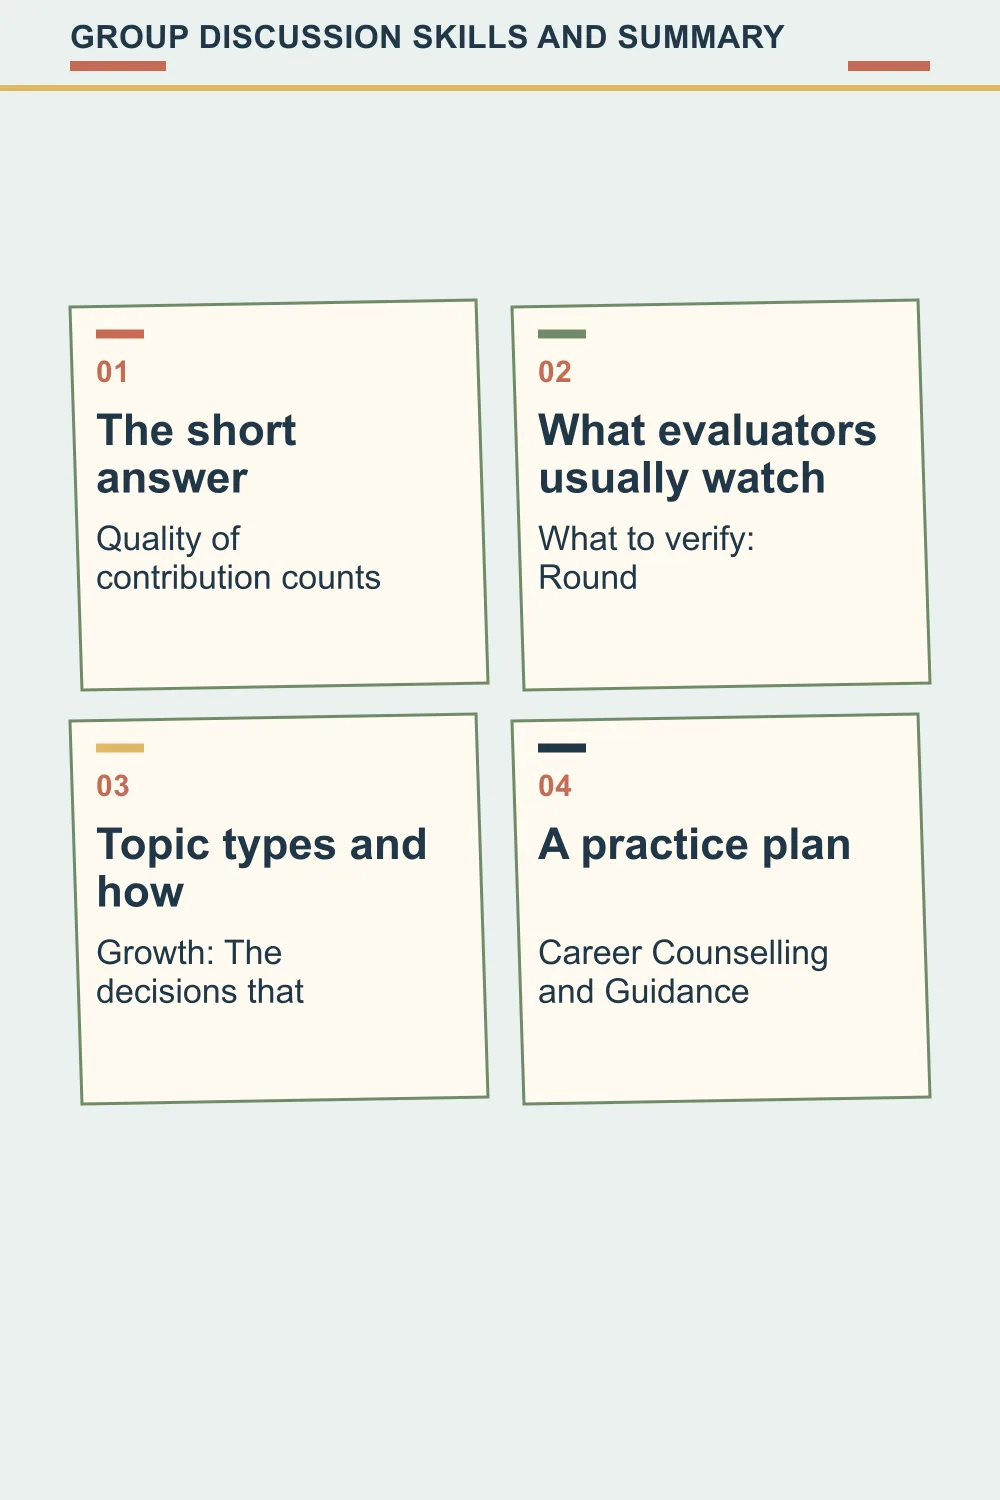 GROUP DISCUSSION SKILLS AND SUMMARY
01
The short
answer
Quality of
contribution counts
02
What evaluators
usually watch
What to verify:
Round
03
Topic types and
how
Growth: The
decisions that
04
A practice plan
Career Counselling
and Guidance